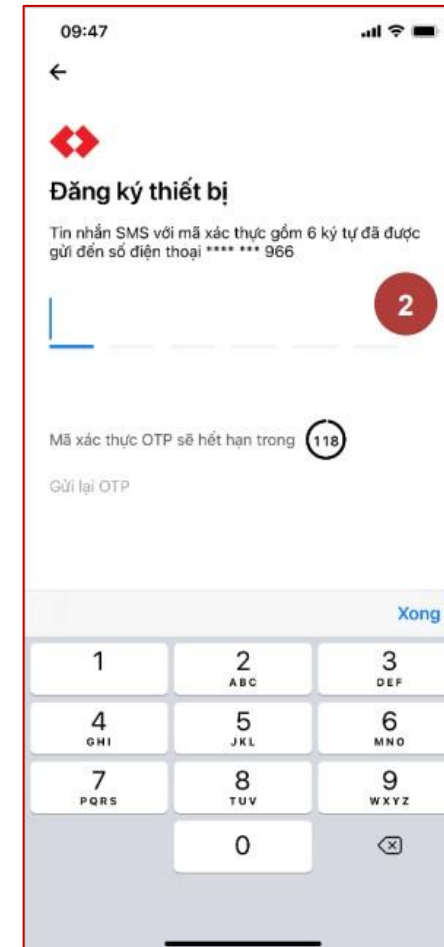 09:47
Đăng ký thiết bị
Tin nhắn SMS với mã xác thực gồm 6 ký tự đã được
gửi đến số điện thoại **** *** 966
2
Mã xác thực OTP sẽ hết hạn trong 118
Gửi lại OTP
Xong
1 2 3
ABC DEF
4 5 6
GHI JKL MNO
7 8 9
PQRS TUV WXYZ
0